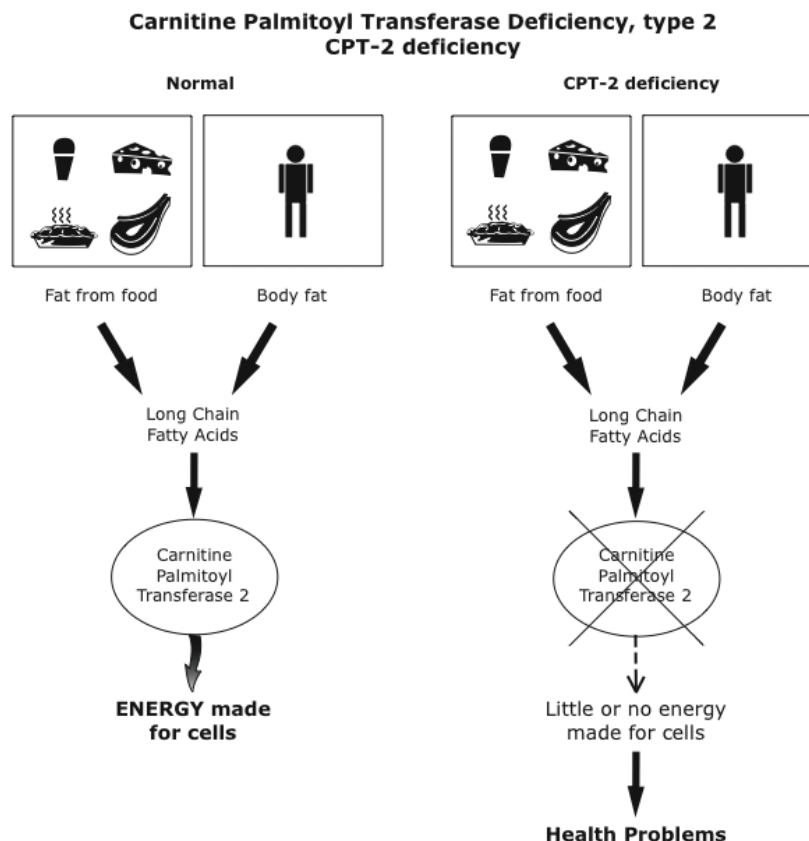 Carnitine Palmitoyl Transferase Deficiency, type 2
CPT-2 deficiency
Normal
Fat from food
Body fat
Long Chain
Fatty Acids
Carnitine
Palmitoyl
Transferase 2
ENERGY made
for cells
CPT-2 deficiency
Fat from food
Body fat
Long Chain
Fatty Acids
Carnitine
Palmitoyl
Transferase 2
Little or no energy
made for cells
Health Problems